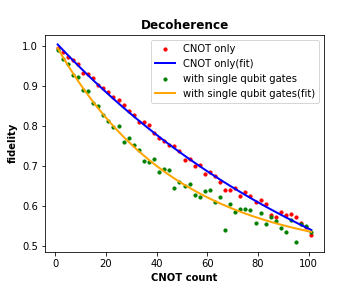 Decoherence
CNOT only
CNOT only(fit)
with single qubit gates
with single qubit gates(fit)
fidelity
1.0
0.9
0.8
0.7
0.6
0.5
0
20
40
60
80
100
CNOT count